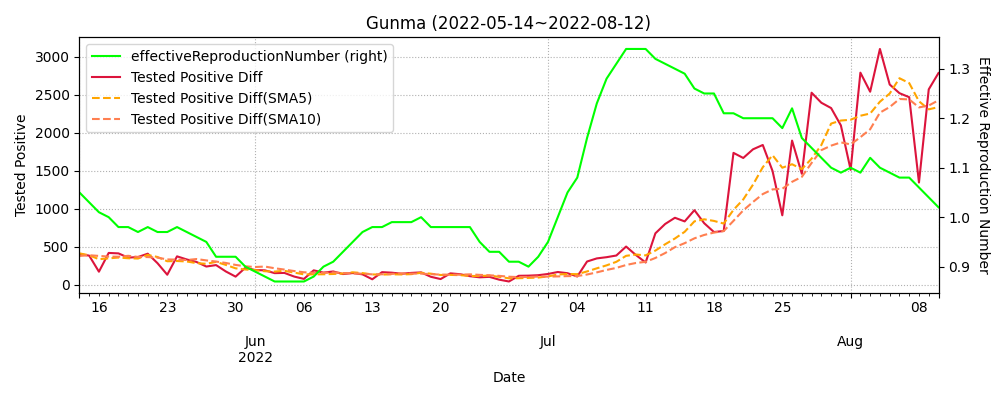 Gunma (2022-05-14~2022-08-12)
effectiveReproductionNumber (right)
Tested Positive Diff
Tested Positive Diff(SMA5)
Tested Positive Diff(SMA10)
Tested Positive
3000
2500
2000
1500
1000
500
0
1.3
1.2
1.1
1.0
0.9
Effective Reproduction Number
16 23 30 06 13 20 27 04 11 18 25 08
Jun Jul Aug
2022
Date